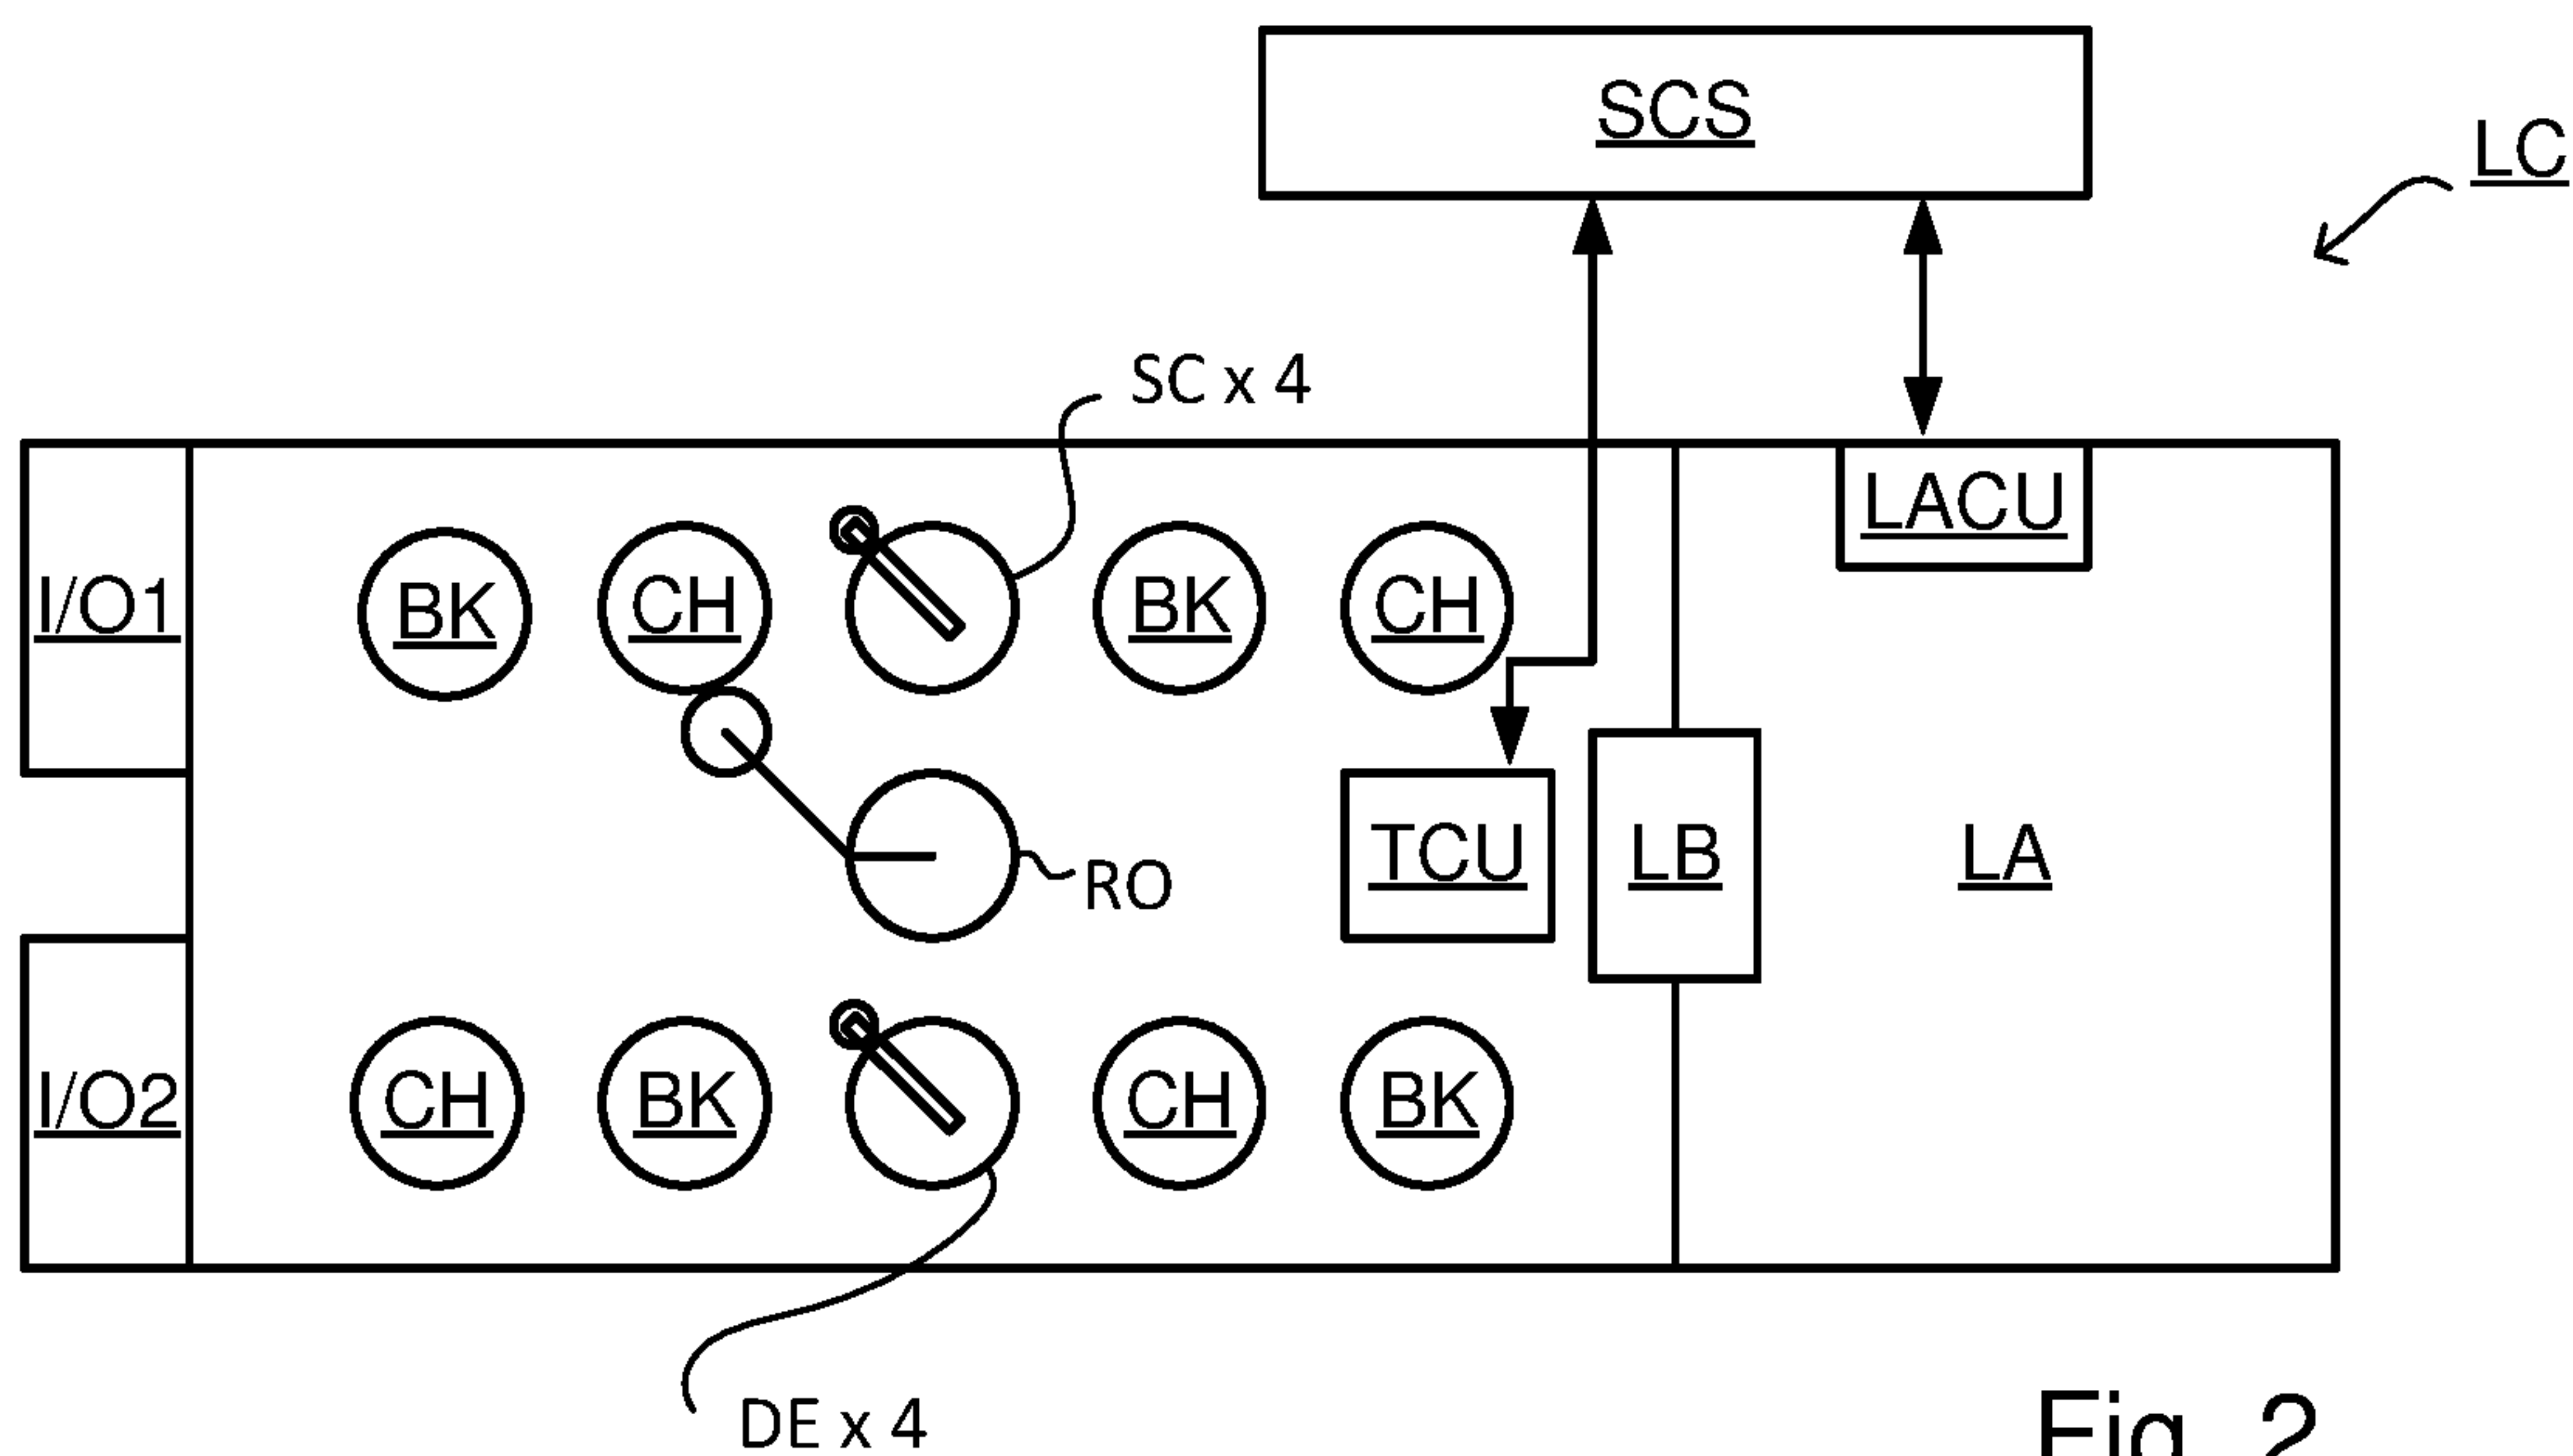 SCS
LC
SC x 4
LACU
I/O1
BK
CH
BK
CH
TCU
LB
LA
RO
I/O2
CH
BK
CH
BK
DE x 4
Fig. 2